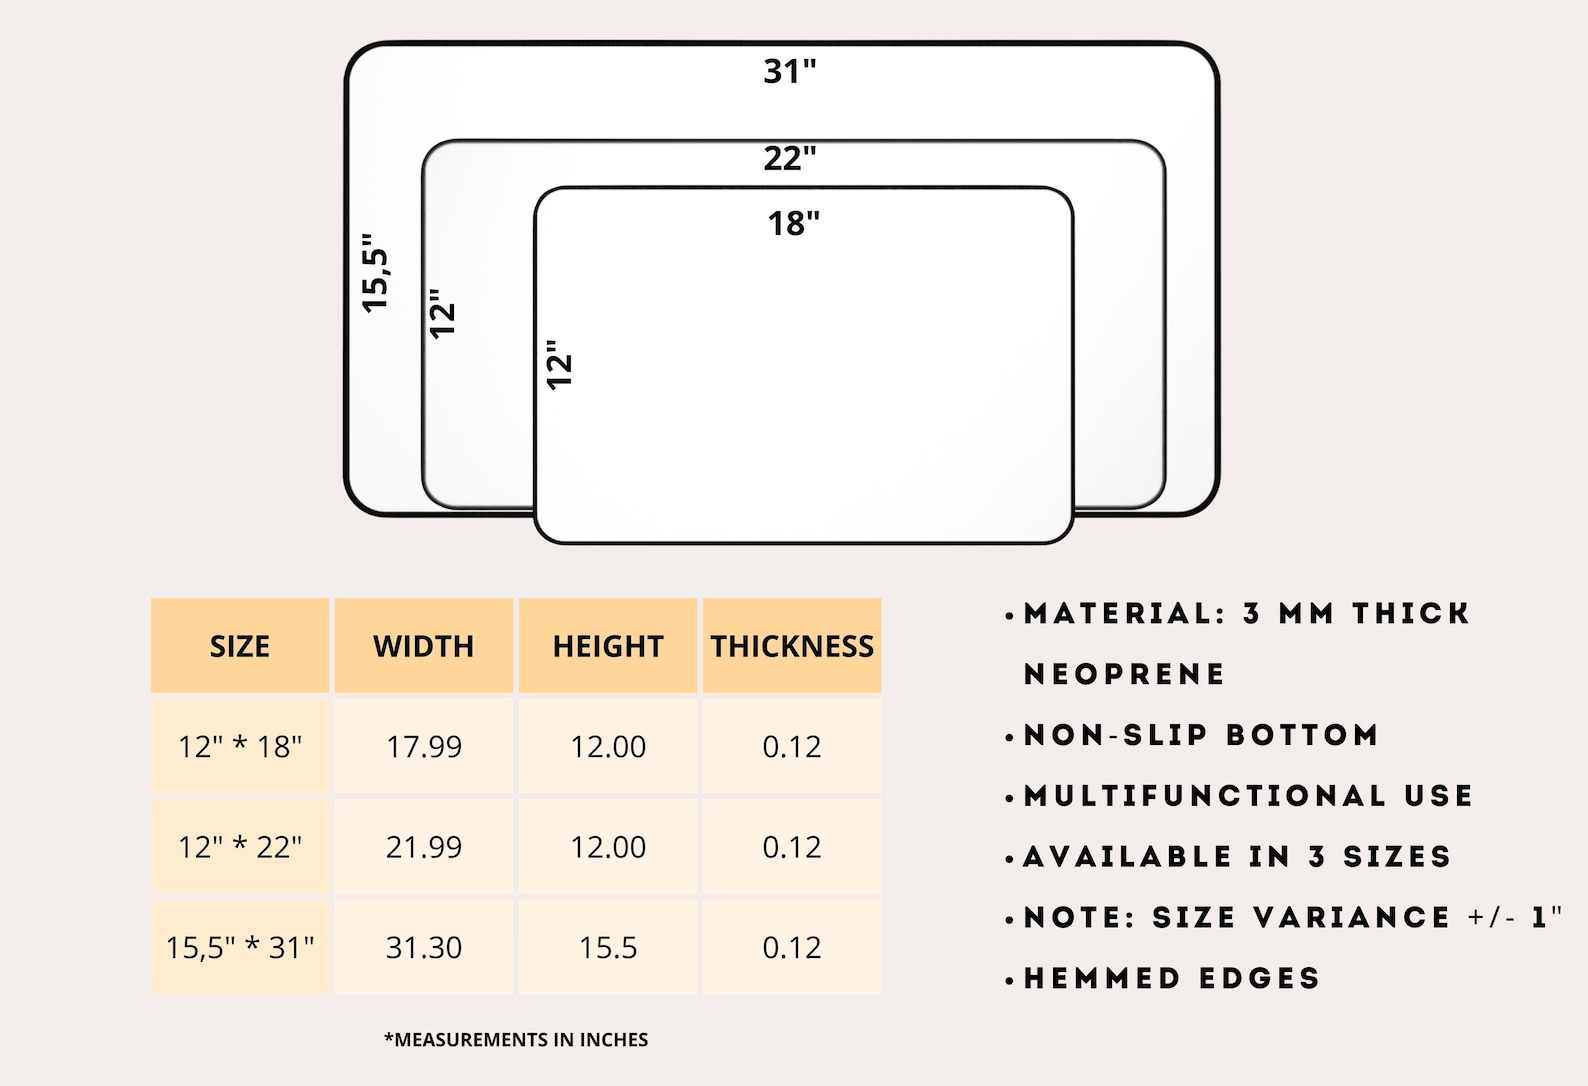 31"
22"
18"
15,5"
12"
12"
SIZE WIDTH HEIGHT THICKNESS
12" * 18" 17.99 12.00 0.12
12" * 22" 21.99 12.00 0.12
15,5" * 31" 31.30 15.5 0.12
*MEASUREMENTS IN INCHES
• MATERIAL: 3 MM THICK
NEOPRENE
• NON-SLIP BOTTOM
• MULTIFUNCTIONAL USE
• AVAILABLE IN 3 SIZES
• NOTE: SIZE VARIANCE +/- 1"
• HEMMED EDGES